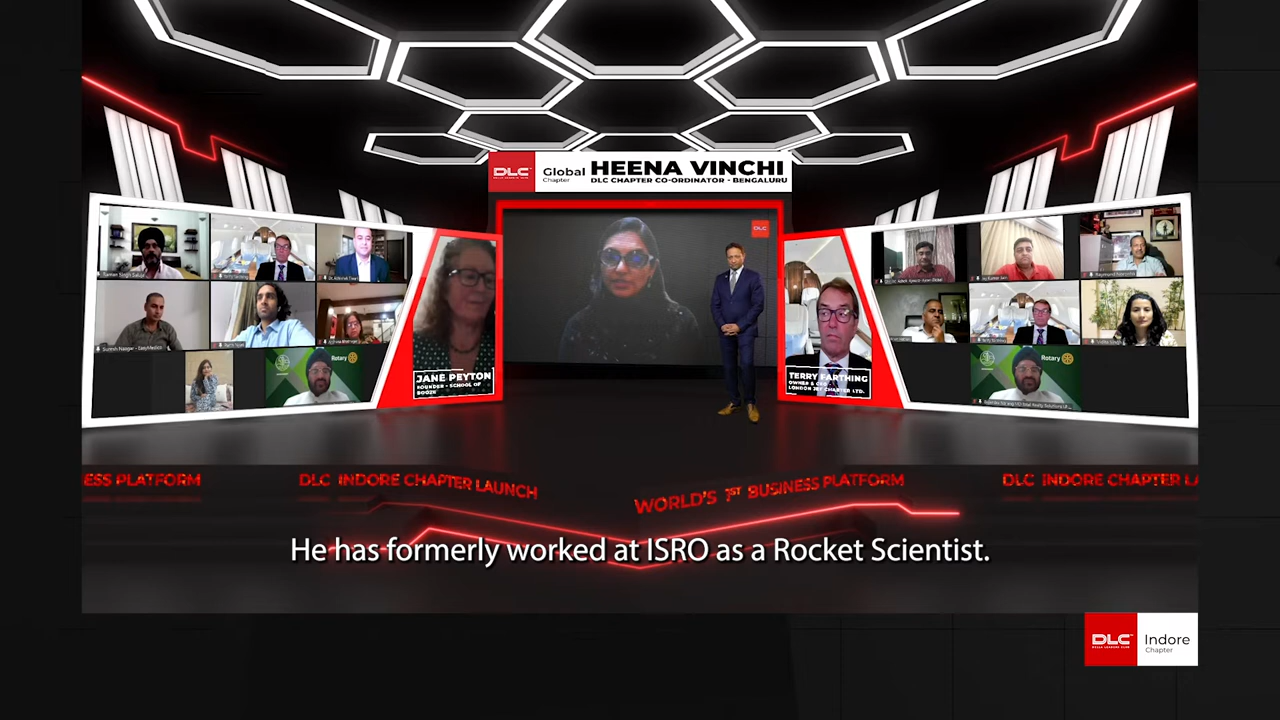 DLC
Global
Chapter
HEENA VINCHI
DLC CHAPTER CO-ORDINATOR - BENGALURU
DLC
JANE PEYTON
FOUNDER - SCHOOL OF
BOOZE
TERRY FARTHING
OWNER & CEO -
LONDON JET CHARTER LTD.
Rotary
Rotary
ESS PLATFORM
DLC INDORE CHAPTER LAUNCH
WORLD'S 1ST BUSINESS PLATFORM
DLC INDORE CHAPTER LA
He has formerly worked at ISRO as a Rocket Scientist.
DLC
Indore
Chapter